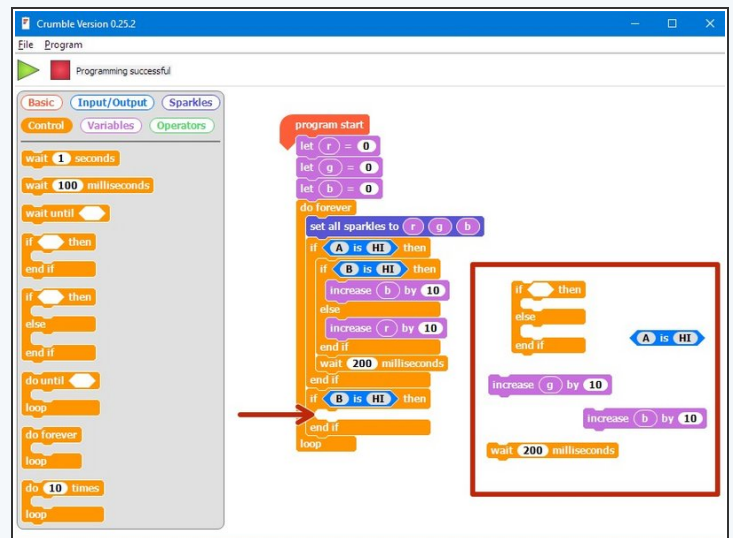 Crumble Version 0.25.2
File Program
Programming successful
Basic Input/Output Sparkles
Control Variables Operators
wait 1 seconds
wait 100 milliseconds
wait until
if then
end if
if then
else
end if
do until
loop
do forever
loop
do 10 times
loop
program start
let r = 0
let g = 0
let b = 0
do forever
set all sparkles to r g b
if A is HI then
if B is HI then
increase b by 10
else
increase r by 10
end if
wait 200 milliseconds
end if
if B is HI then
end if
loop
if then
else
end if
A is HI
increase g by 10
increase b by 10
wait 200 milliseconds